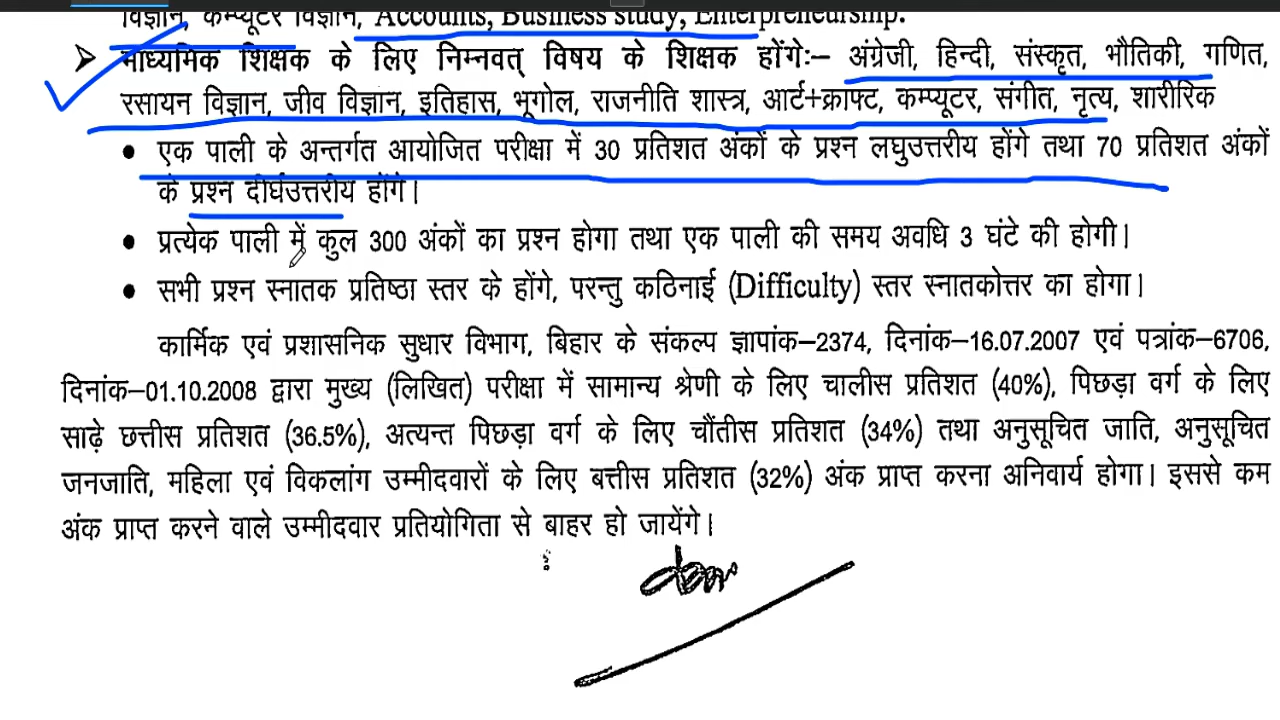 विज्ञान, कम्प्यूटर विज्ञान, Accounts, Business study, Enterpreneurship.
➢ माध्यमिक शिक्षक के लिए निम्नवत् विषय के शिक्षक होंगेः– अंग्रेजी, हिन्दी, संस्कृत, भौतिकी, गणित,
रसायन विज्ञान, जीव विज्ञान, इतिहास, भूगोल, राजनीति शास्त्र, आर्ट+क्राफ्ट, कम्प्यूटर, संगीत, नृत्य, शारीरिक
• एक पाली के अन्तर्गत आयोजित परीक्षा में 30 प्रतिशत अंकों के प्रश्न लघुउत्तरीय होंगे तथा 70 प्रतिशत अंकों
के प्रश्न दीर्घउत्तरीय होंगे।
• प्रत्येक पाली में कुल 300 अंकों का प्रश्न होगा तथा एक पाली की समय अवधि 3 घंटे की होगी।
• सभी प्रश्न स्नातक प्रतिष्ठा स्तर के होंगे, परन्तु कठिनाई (Difficulty) स्तर स्नातकोत्तर का होगा।
कार्मिक एवं प्रशासनिक सुधार विभाग, बिहार के संकल्प ज्ञापांक–2374, दिनांक–16.07.2007 एवं पत्रांक–6706,
दिनांक–01.10.2008 द्वारा मुख्य (लिखित) परीक्षा में सामान्य श्रेणी के लिए चालीस प्रतिशत (40%), पिछड़ा वर्ग के लिए
साढ़े छत्तीस प्रतिशत (36.5%), अत्यन्त पिछड़ा वर्ग के लिए चौंतीस प्रतिशत (34%) तथा अनुसूचित जाति, अनुसूचित
जनजाति, महिला एवं विकलांग उम्मीदवारों के लिए बत्तीस प्रतिशत (32%) अंक प्राप्त करना अनिवार्य होगा। इससे कम
अंक प्राप्त करने वाले उम्मीदवार प्रतियोगिता से बाहर हो जायेंगे।